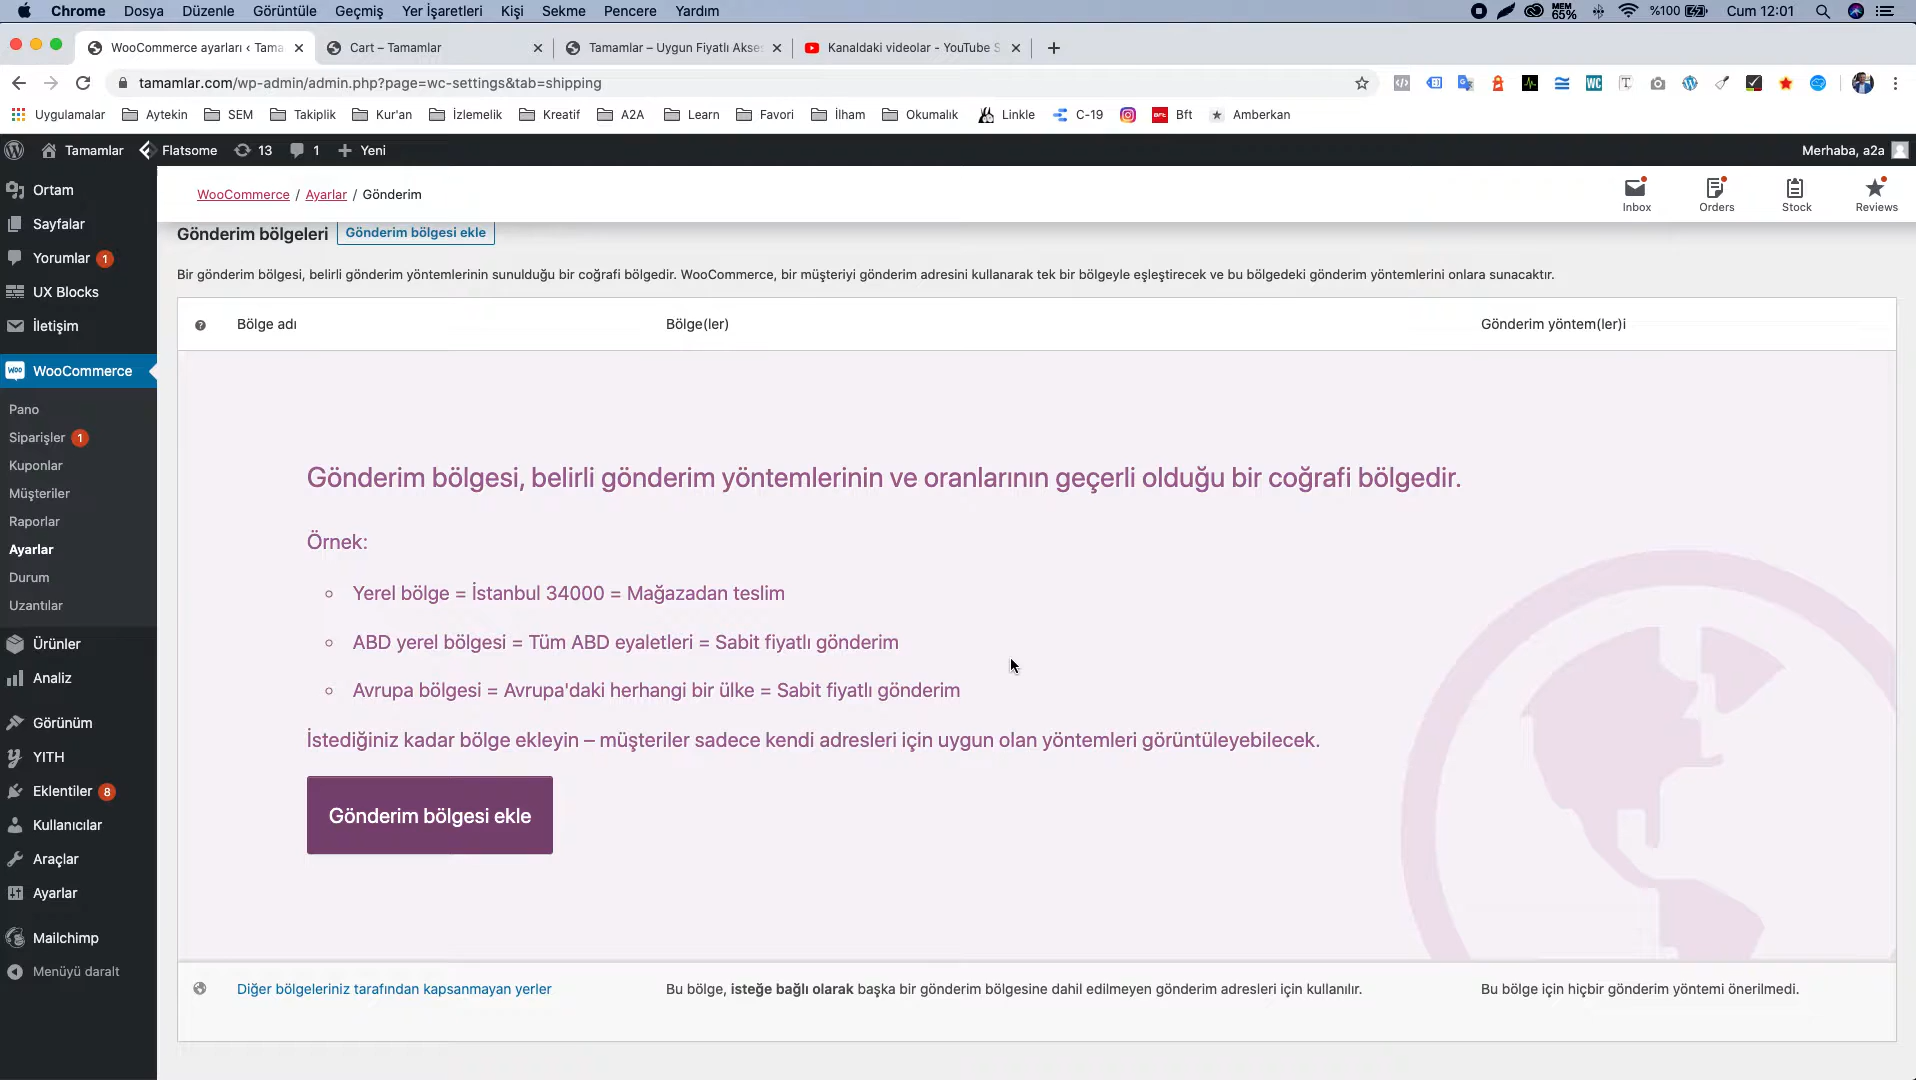 Chrome Dosya Düzenle Görüntüle Geçmiş Yer İşaretleri Kişi Sekme Pencere Yardım MEM 65% %100 Cum 12:01
WooCommerce ayarları ‹ Tama Cart – Tamamlar Tamamlar – Uygun Fiyatlı Akse Kanaldaki videolar - YouTube S
tamamlar.com/wp-admin/admin.php?page=wc-settings&tab=shipping
Uygulamalar Aytekin SEM Takiplik Kur'an İzlemelik Kreatif A2A Learn Favori İlham Okumalık Linkle C-19 Bft Amberkan
Tamamlar Flatsome 13 1 Yeni Merhaba, a2a
Ortam
Sayfalar
Yorumlar 1
UX Blocks
İletişim
WooCommerce
Pano
Siparişler 1
Kuponlar
Müşteriler
Raporlar
Ayarlar
Durum
Uzantılar
Ürünler
Analiz
Görünüm
YITH
Eklentiler 8
Kullanıcılar
Araçlar
Ayarlar
Mailchimp
Menüyü daralt
WooCommerce / Ayarlar / Gönderim
Inbox Orders Stock Reviews
Gönderim bölgeleri Gönderim bölgesi ekle
Bir gönderim bölgesi, belirli gönderim yöntemlerinin sunulduğu bir coğrafi bölgedir. WooCommerce, bir müşteriyi gönderim adresini kullanarak tek bir bölgeyle eşleştirecek ve bu bölgedeki gönderim yöntemlerini onlara sunacaktır.
Bölge adı Bölge(ler) Gönderim yöntem(ler)i
Gönderim bölgesi, belirli gönderim yöntemlerinin ve oranlarının geçerli olduğu bir coğrafi bölgedir.
Örnek:
Yerel bölge = İstanbul 34000 = Mağazadan teslim
ABD yerel bölgesi = Tüm ABD eyaletleri = Sabit fiyatlı gönderim
Avrupa bölgesi = Avrupa'daki herhangi bir ülke = Sabit fiyatlı gönderim
İstediğiniz kadar bölge ekleyin – müşteriler sadece kendi adresleri için uygun olan yöntemleri görüntüleyebilecek.
Gönderim bölgesi ekle
Diğer bölgeleriniz tarafından kapsanmayan yerler Bu bölge, isteğe bağlı olarak başka bir gönderim bölgesine dahil edilmeyen gönderim adresleri için kullanılır. Bu bölge için hiçbir gönderim yöntemi önerilmedi.